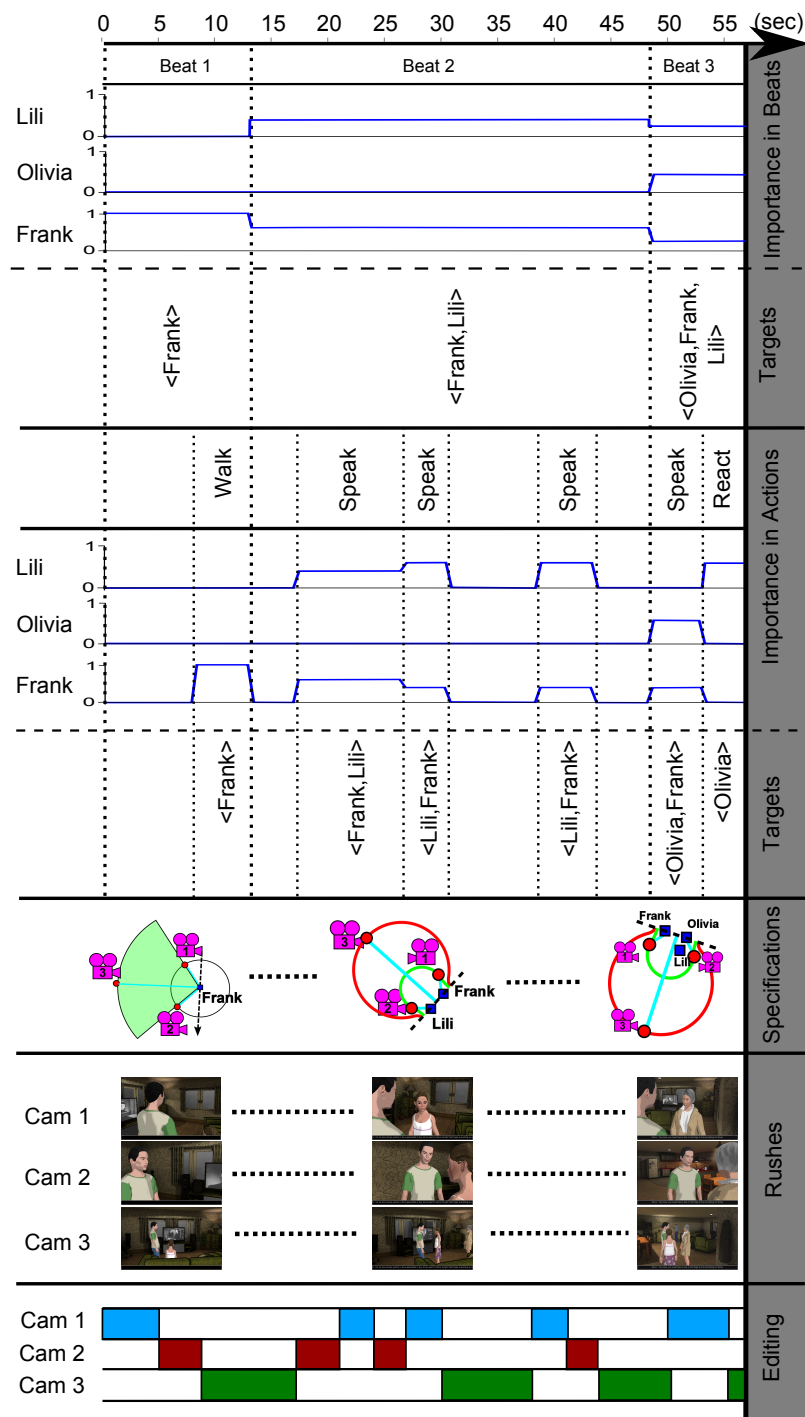 0 5 10 15 20 25 30 35 40 45 50 55 (sec)
Beat 1 Beat 2 Beat 3
Importance in Beats
1
Lili
0
1
Olivia
0
1
Frank
0
<Frank>
<Frank,Lili>
<Olivia,Frank,
Lili>
Targets
Walk
Speak
Speak
Speak
Speak
React
Importance in Actions
1
Lili
0
1
Olivia
0
1
Frank
0
<Frank>
<Frank,Lili>
<Lili,Frank>
<Lili,Frank>
<Olivia,Frank>
<Olivia>
Targets
1
3
Frank
2
3
1
Frank
2
Lili
Frank
Olivia
1
Lili
2
3
Specifications
Cam 1
Cam 2
Cam 3
Rushes
Cam 1
Cam 2
Cam 3
Editing